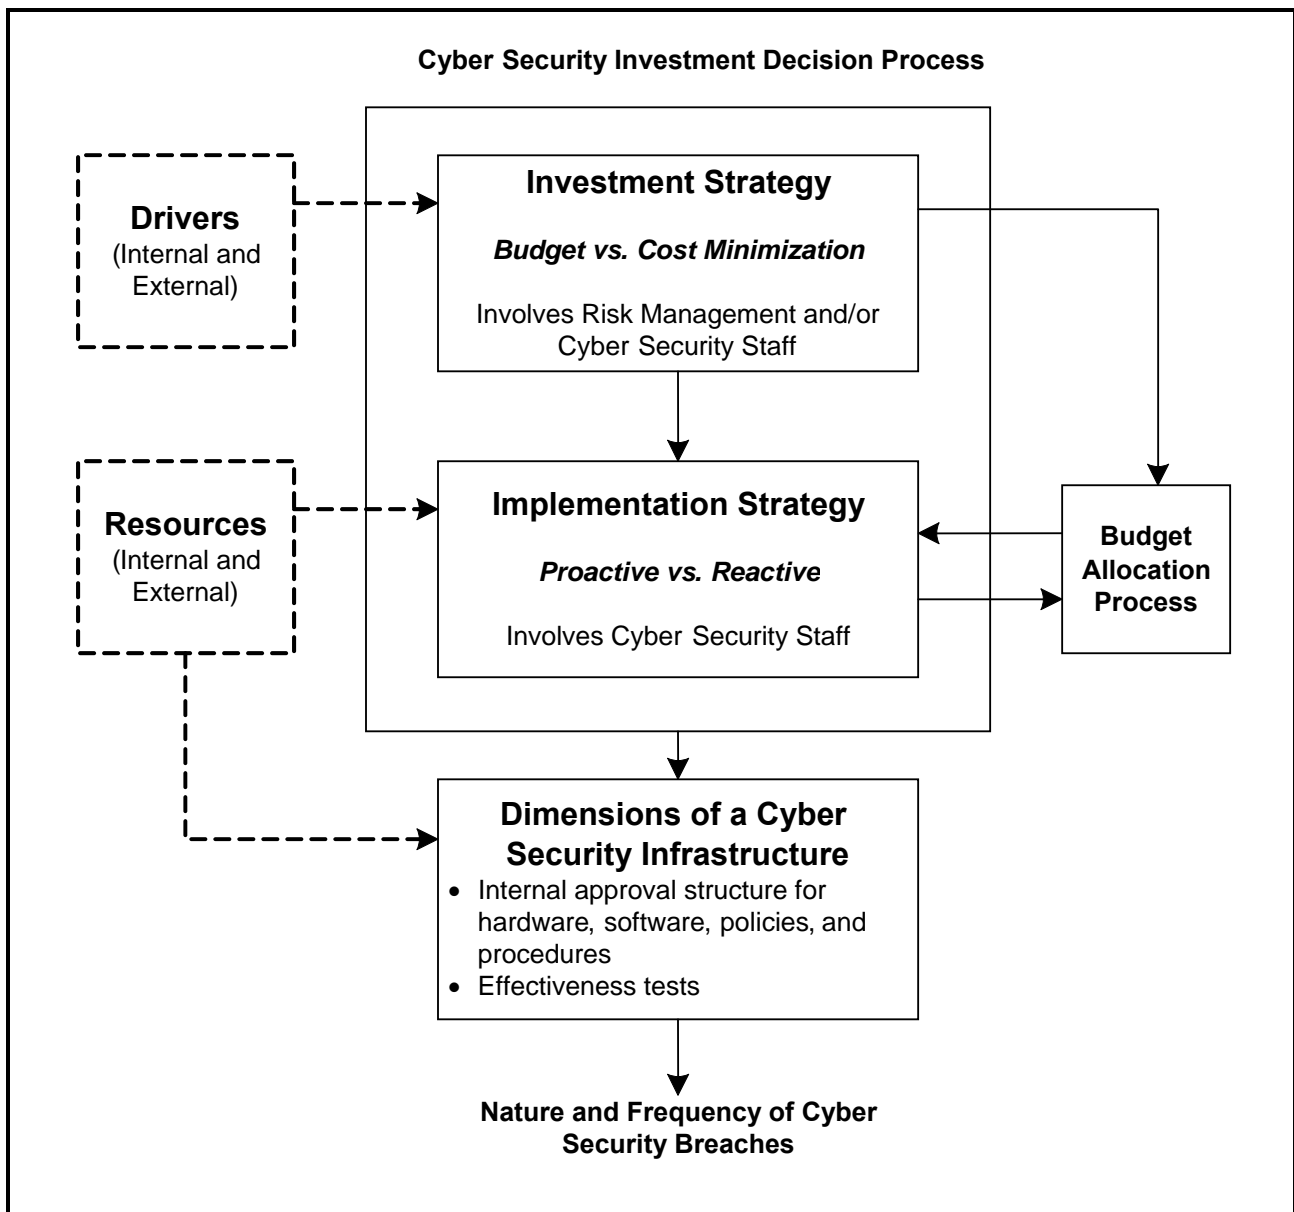 Cyber Security Investment Decision Process
Drivers
(Internal and
External)
Investment Strategy
Budget vs. Cost Minimization
Involves Risk Management and/or
Cyber Security Staff
Resources
(Internal and
External)
Implementation Strategy
Proactive vs. Reactive
Involves Cyber Security Staff
Budget
Allocation
Process
Dimensions of a Cyber
Security Infrastructure
• Internal approval structure for
hardware, software, policies, and
procedures
• Effectiveness tests
Nature and Frequency of Cyber
Security Breaches